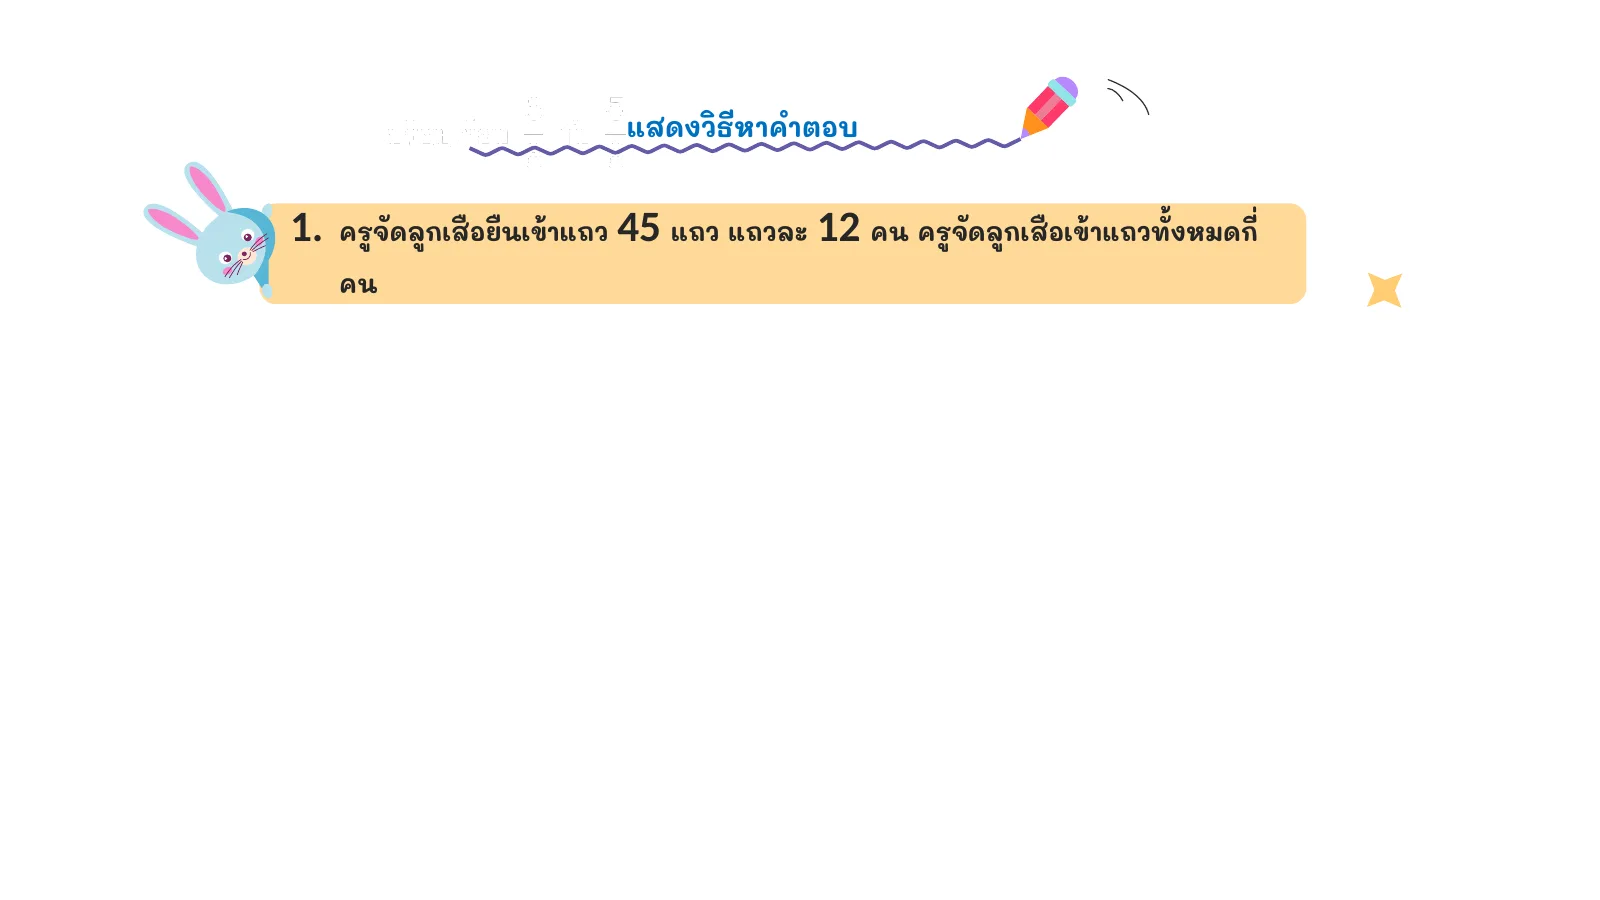 แสดงวิธีหาคำตอบ
1. ครูจัดลูกเสือยืนเข้าแถว 45 แถว แถวละ 12 คน ครูจัดลูกเสือเข้าแถวทั้งหมดกี่
คน